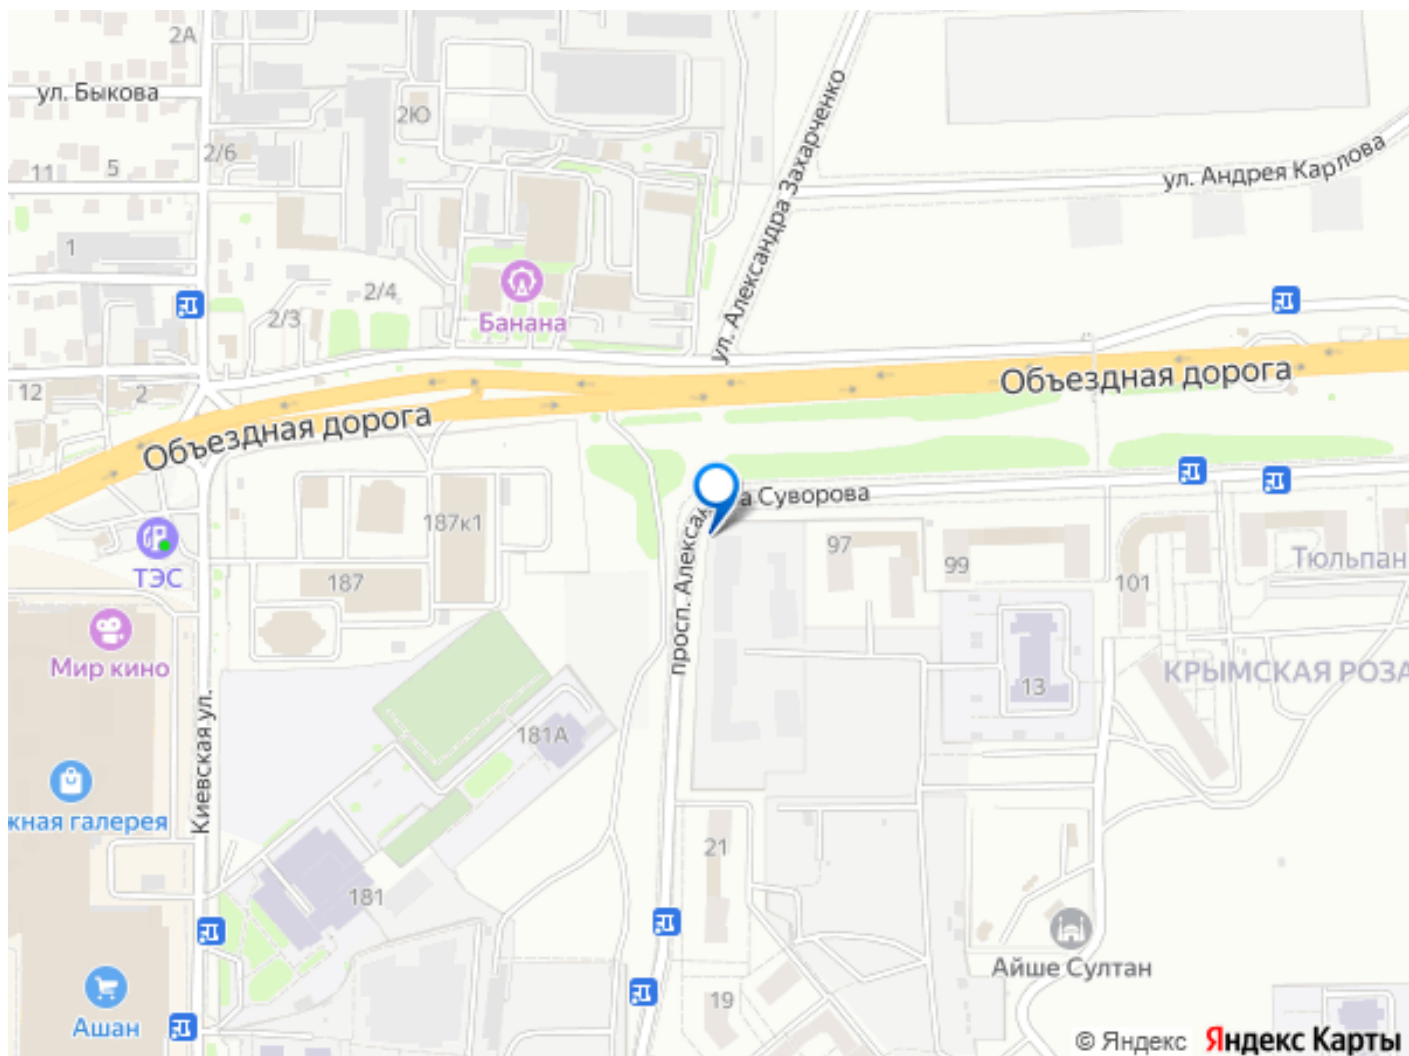 2А
ул. Быкова
2Ю
2/6
11
5
ул. Александра Захарченко
ул. Андрея Карлова
1
2/4
2/3
Банана
12
2
Объездная дорога
Объездная дорога
187к1
просп. Алекса
а Суворова
97
99
101
Тюльпан
ТЭС
187
Мир кино
КРЫМСКАЯ РОЗА
13
181А
Киевская ул.
жная галерея
21
181
Айше Султан
19
Ашан
© Яндекс Яндекс Карты